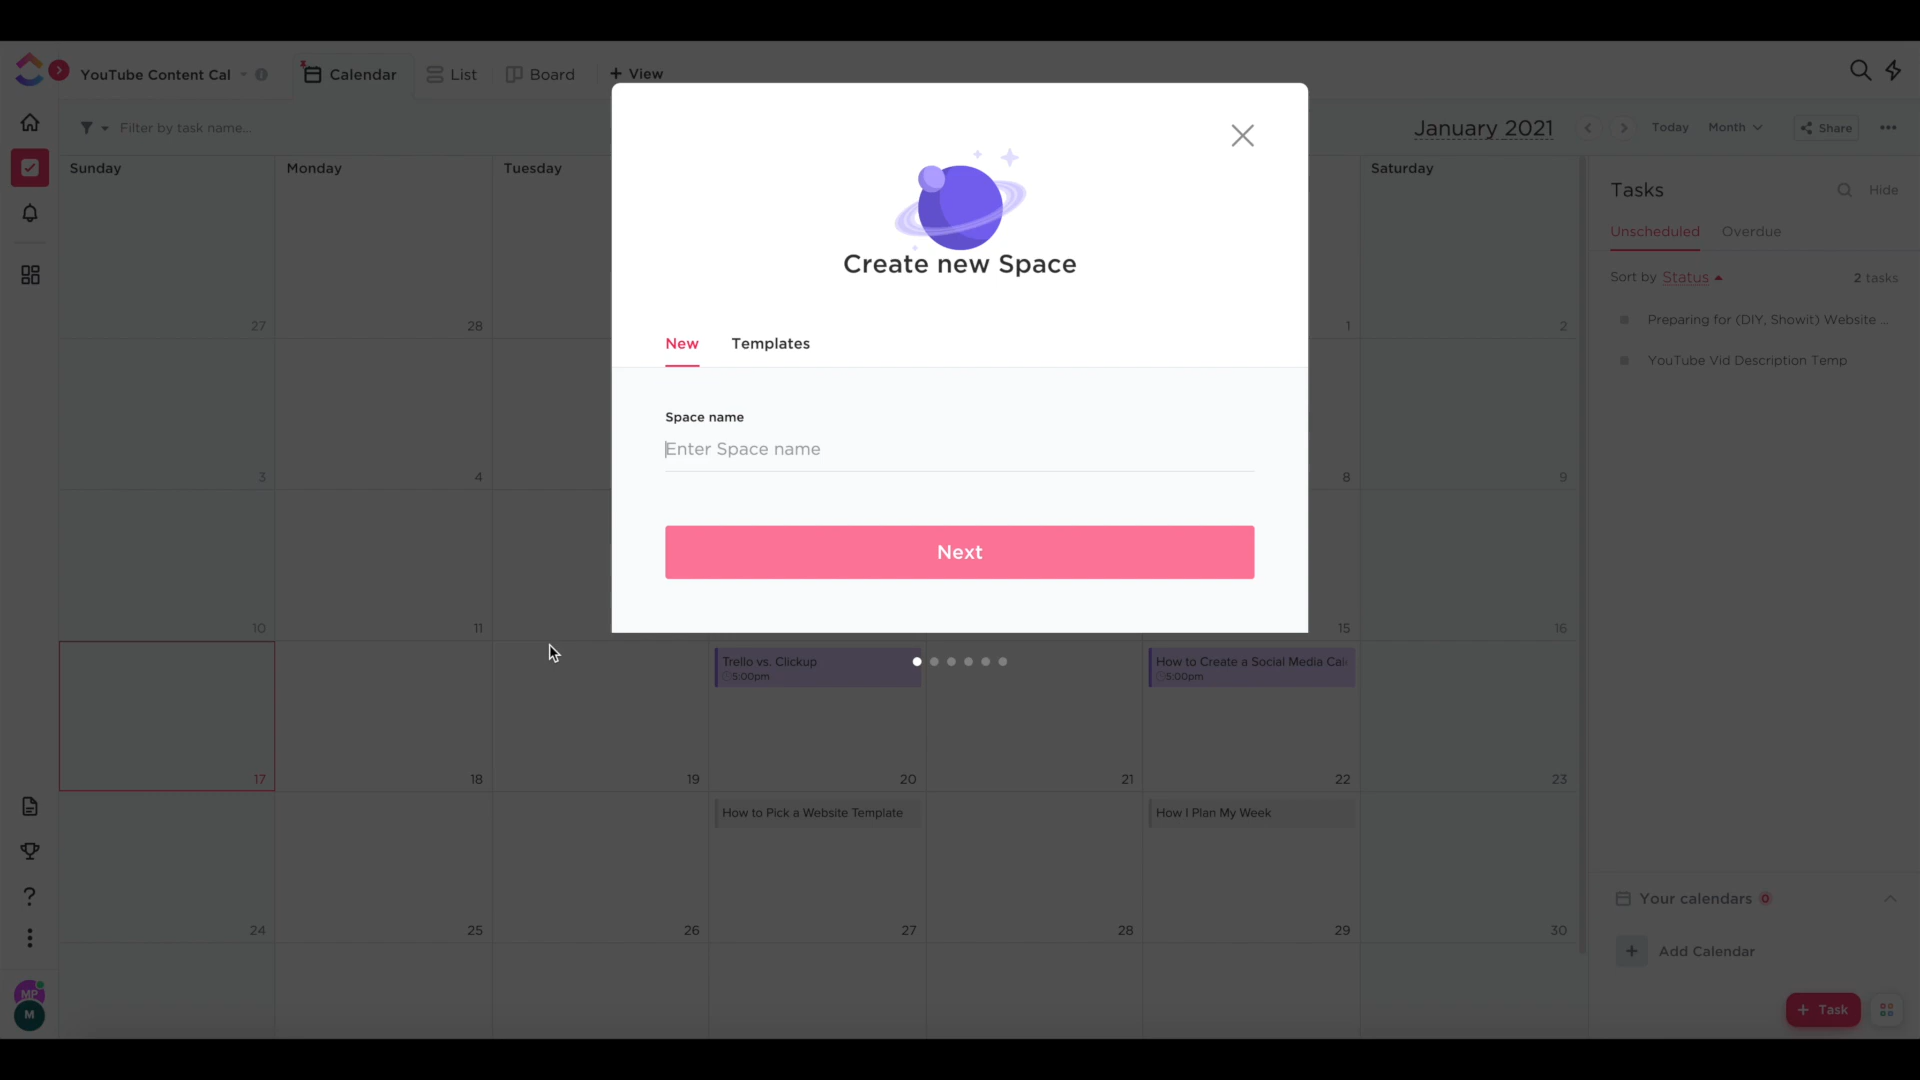 YouTube Content Cal
Calendar
List
Board
+ View
Filter by task name...
January 2021
Today
Month
Share
Sunday
Monday
Tuesday
Saturday
Create new Space
New
Templates
Space name
Enter Space name
Next
27
28
1
2
3
4
8
9
10
11
15
16
Trello vs. Clickup
5:00pm
How to Create a Social Media Cal
5:00pm
17
18
19
20
21
22
23
How to Pick a Website Template
How I Plan My Week
24
25
26
27
28
29
30
Tasks
Hide
Unscheduled
Overdue
Sort by Status
2 tasks
Preparing for (DIY, Showit) Website ...
YouTube Vid Description Temp
Your calendars 0
+ Add Calendar
+ Task
MP
M